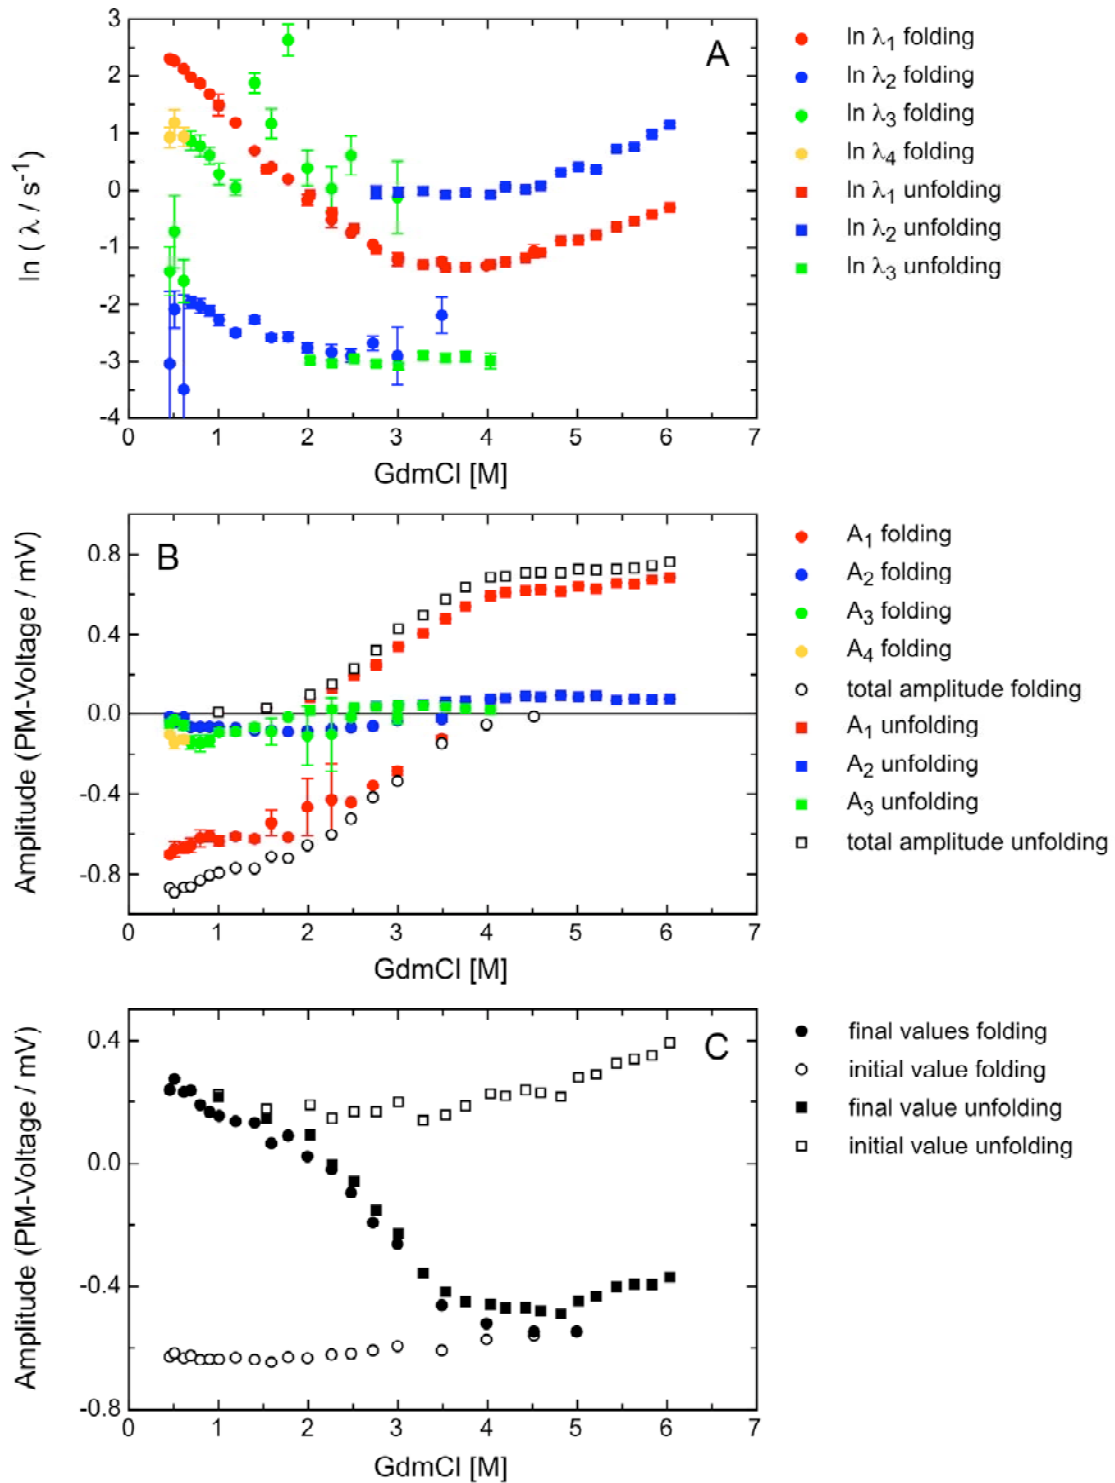 3
2
1
0
-1
-2
-3
-4
ln ( λ / s⁻¹)
A
0 1 2 3 4 5 6 7
GdmCl [M]
ln λ₁ folding
ln λ₂ folding
ln λ₃ folding
ln λ₄ folding
ln λ₁ unfolding
ln λ₂ unfolding
ln λ₃ unfolding
0.8
0.4
0.0
-0.4
-0.8
Amplitude (PM-Voltage / mV)
B
0 1 2 3 4 5 6 7
GdmCl [M]
A₁ folding
A₂ folding
A₃ folding
A₄ folding
total amplitude folding
A₁ unfolding
A₂ unfolding
A₃ unfolding
total amplitude unfolding
0.4
0.0
-0.4
-0.8
Amplitude (PM-Voltage / mV)
C
0 1 2 3 4 5 6 7
GdmCl [M]
final values folding
initial value folding
final value unfolding
initial value unfolding